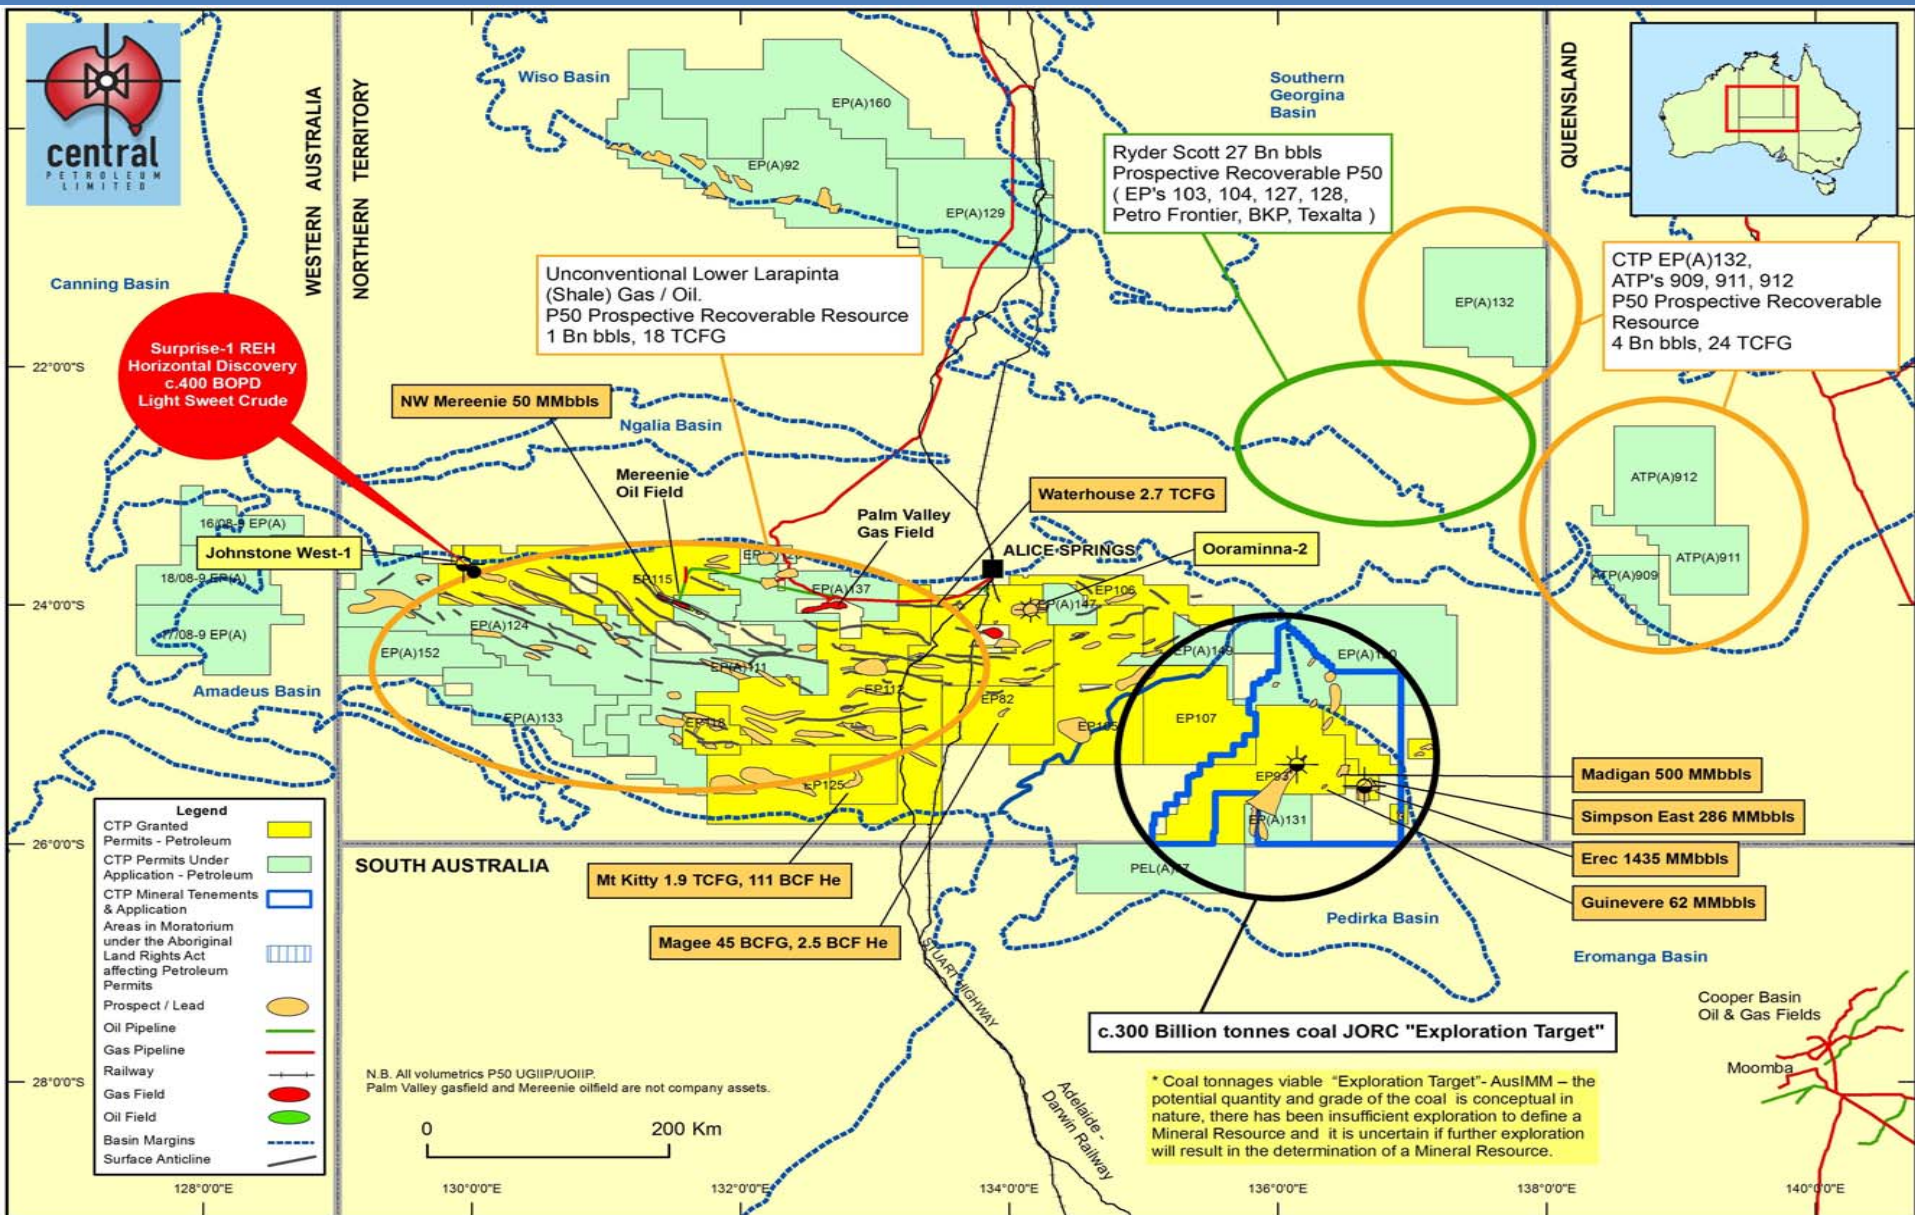 central
PETROLEUM
LIMITED
WESTERN AUSTRALIA
NORTHERN TERRITORY
QUEENSLAND
Wiso Basin
Southern
Georgina
Basin
EP(A)160
EP(A)92
EP(A)129
Ryder Scott 27 Bn bbls
Prospective Recoverable P50
( EP's 103, 104, 127, 128,
Petro Frontier, BKP, Texalta )
Canning Basin
Unconventional Lower Larapinta
(Shale) Gas / Oil.
P50 Prospective Recoverable Resource
1 Bn bbls, 18 TCFG
EP(A)132
CTP EP(A)132,
ATP's 909, 911, 912
P50 Prospective Recoverable
Resource
4 Bn bbls, 24 TCFG
Surprise-1 REH
Horizontal Discovery
c.400 BOPD
Light Sweet Crude
22°0'0"S
NW Mereenie 50 MMbbls
Ngalia Basin
Mereenie
Oil Field
Waterhouse 2.7 TCFG
Palm Valley
Gas Field
ATP(A)912
16/08-9 EP(A)
Johnstone West-1
ALICE SPRINGS
Ooraminna-2
ATP(A)911
18/08-9 EP(A)
EP115
EP(A)137
EP106
EP(A)147
ATP(A)909
24°0'0"S
EP(A)124
17/08-9 EP(A)
EP(A)152
EP(A)111
EP(A)149
Amadeus Basin
EP82
EP(A)133
EP118
EP107
EP125
EP93
Madigan 500 MMbbls
Simpson East 286 MMbbls
EP(A)131
26°0'0"S
SOUTH AUSTRALIA
Erec 1435 MMbbls
Mt Kitty 1.9 TCFG, 111 BCF He
Guinevere 62 MMbbls
Pedirka Basin
Magee 45 BCFG, 2.5 BCF He
Eromanga Basin
STUART HIGHWAY
Cooper Basin
Oil & Gas Fields
Moomba
c.300 Billion tonnes coal JORC "Exploration Target"
Legend
CTP Granted
Permits - Petroleum
CTP Permits Under
Application - Petroleum
CTP Mineral Tenements
& Application
Areas in Moratorium
under the Aboriginal
Land Rights Act
affecting Petroleum
Permits
Prospect / Lead
Oil Pipeline
Gas Pipeline
Railway
Gas Field
Oil Field
Basin Margins
Surface Anticline
N.B. All volumetrics P50 UGIIP/UOIIP.
Palm Valley gasfield and Mereenie oilfield are not company assets.
0 200 Km
Adelaide -
Darwin Railway
* Coal tonnages viable "Exploration Target"- AusIMM – the
potential quantity and grade of the coal is conceptual in
nature, there has been insufficient exploration to define a
Mineral Resource and it is uncertain if further exploration
will result in the determination of a Mineral Resource.
28°0'0"S
128°0'0"E
130°0'0"E
132°0'0"E
134°0'0"E
136°0'0"E
138°0'0"E
140°0'0"E